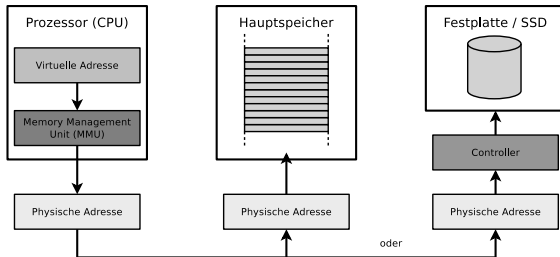 Prozessor (CPU)
Virtuelle Adresse
Memory Management
Unit (MMU)
Physische Adresse
Hauptspeicher
Physische Adresse
Festplatte / SSD
Controller
Physische Adresse
oder